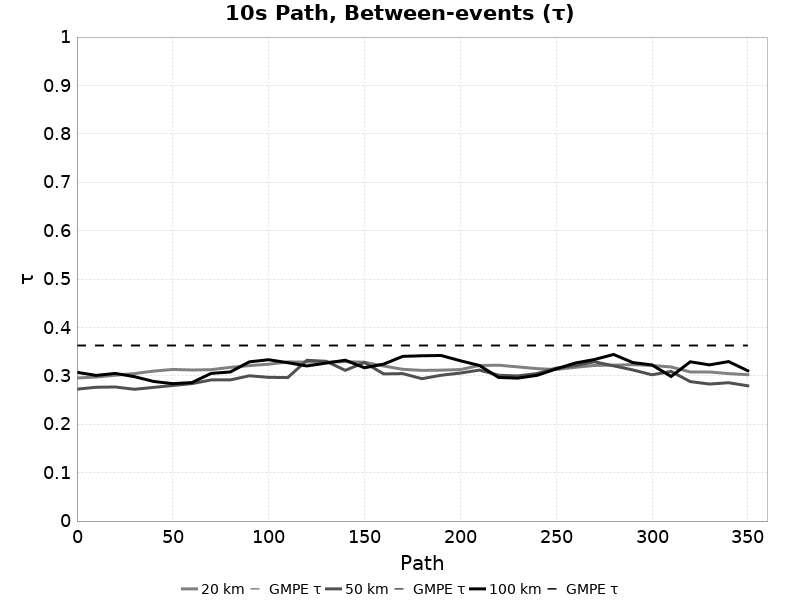 10s Path, Between-events (τ)
1
0.9
0.8
0.7
0.6
0.5
τ
0.4
0.3
0.2
0.1
0
0 50 100 150 200 250 300 350
Path
20 km GMPE τ 50 km GMPE τ 100 km GMPE τ